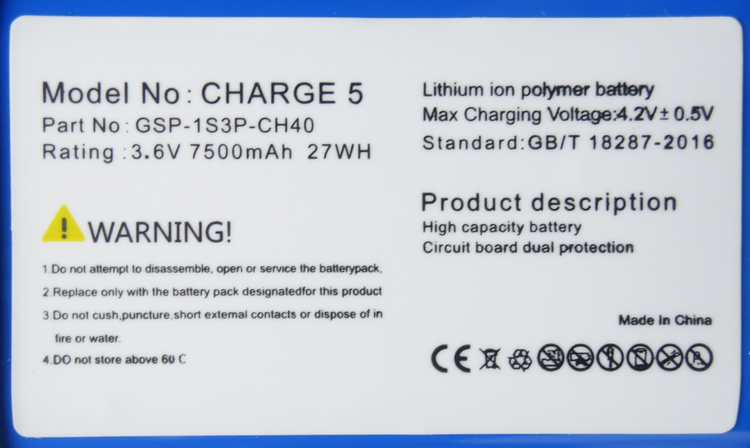 Model No: CHARGE 5
Part No: GSP-1S3P-CH40
Rating :3.6V 7500mAh 27WH
WARNING!
1.Do not attempt to disassemble, open or service the batterypack,
2.Replace only with the battery pack designatedfor this product
3.Do not cush,puncture,short external contacts or dispose of in
fire or water.
4.DO not store above 60 C
Lithium ion polymer battery
Max Charging Voltage:4.2V± 0.5V
Standard:GB/T 18287-2016
Product description
High capacity battery
Circuit board dual protection
Made In China
CE